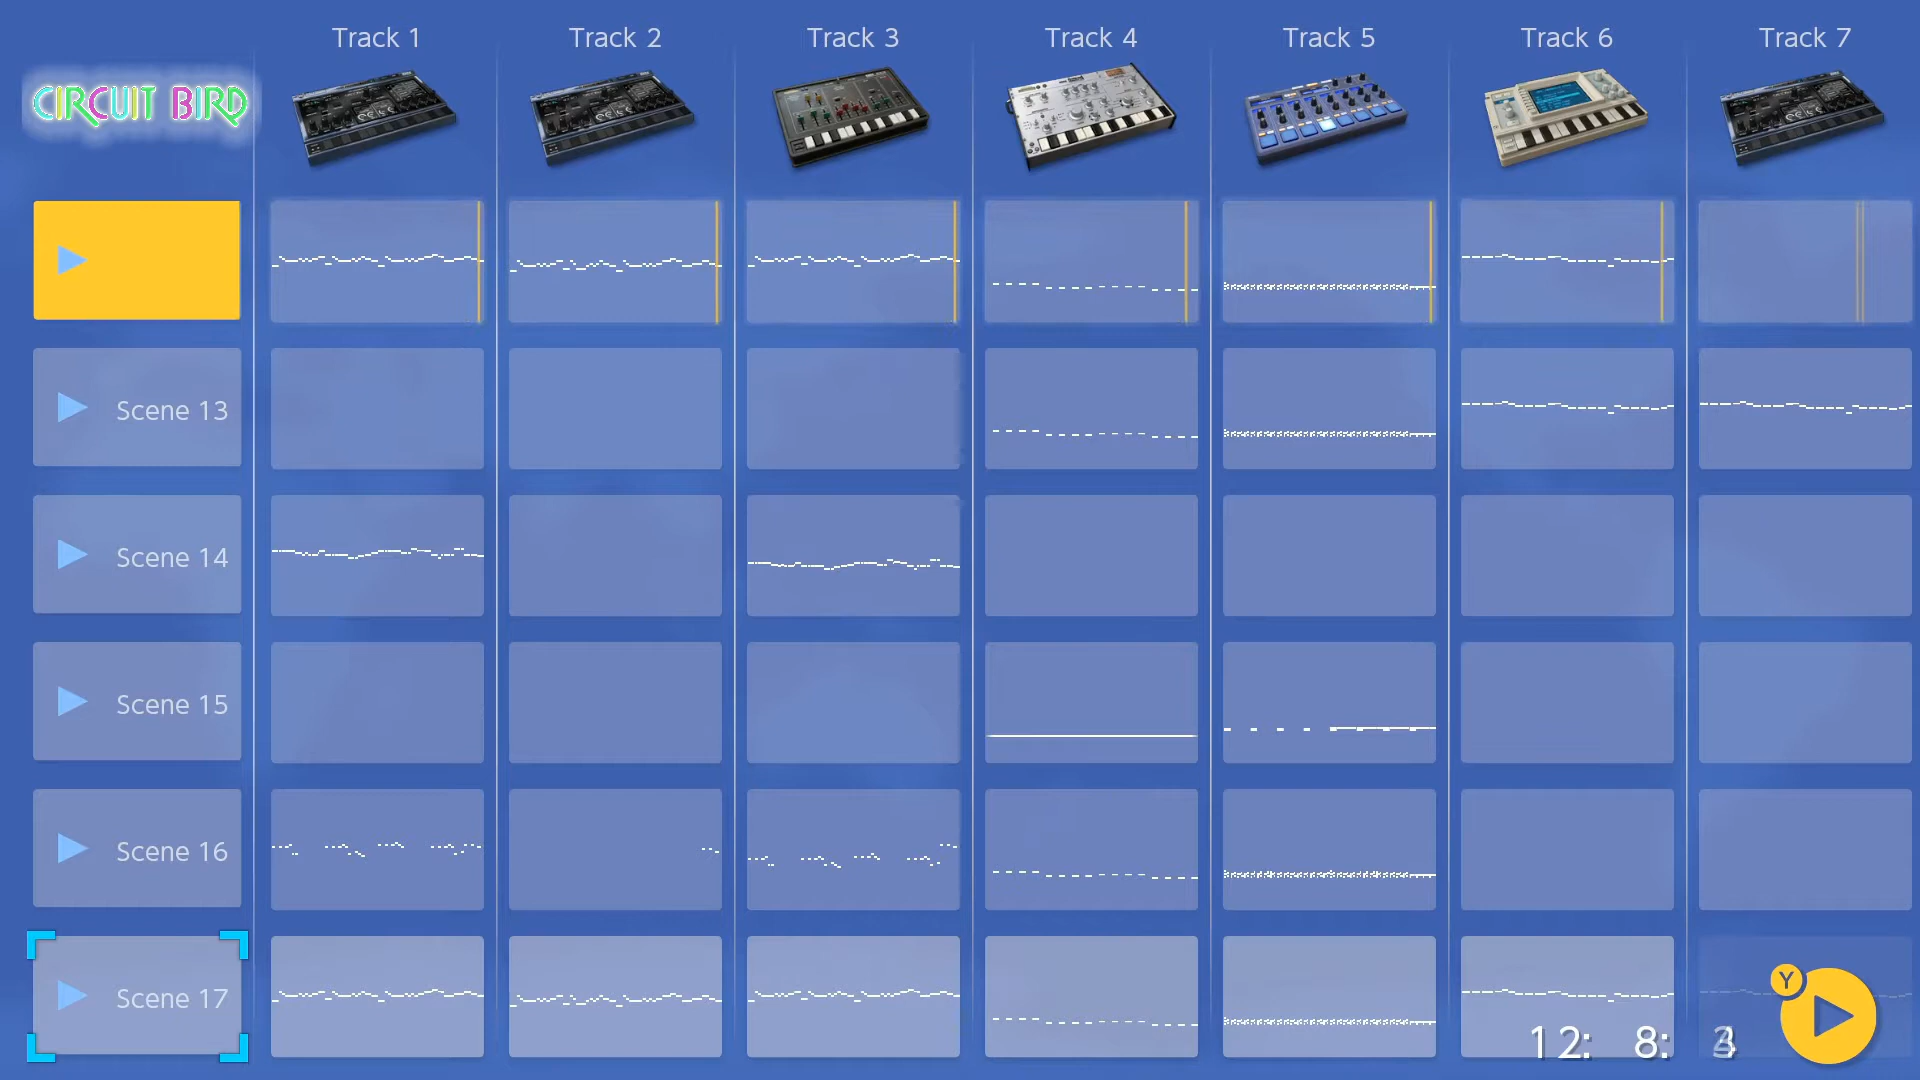 Track 1 Track 2 Track 3 Track 4 Track 5 Track 6 Track 7
CIRCUIT BIRD
Scene 13
Scene 14
Scene 15
Scene 16
Scene 17
Y
12: 8: